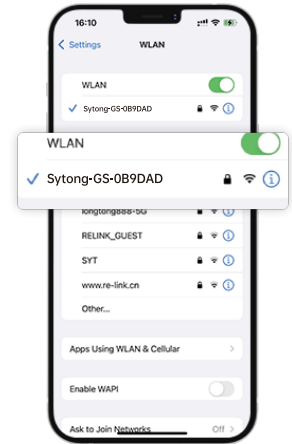 16:10
Settings
WLAN
WLAN
Sytong-GS-0B9DAD
WLAN
Sytong-GS-0B9DAD
longtong888-5G
RELINK_GUEST
SYT
www.re-link.cn
Other...
Apps Using WLAN & Cellular
Enable WAPI
Ask to Join Networks
Off